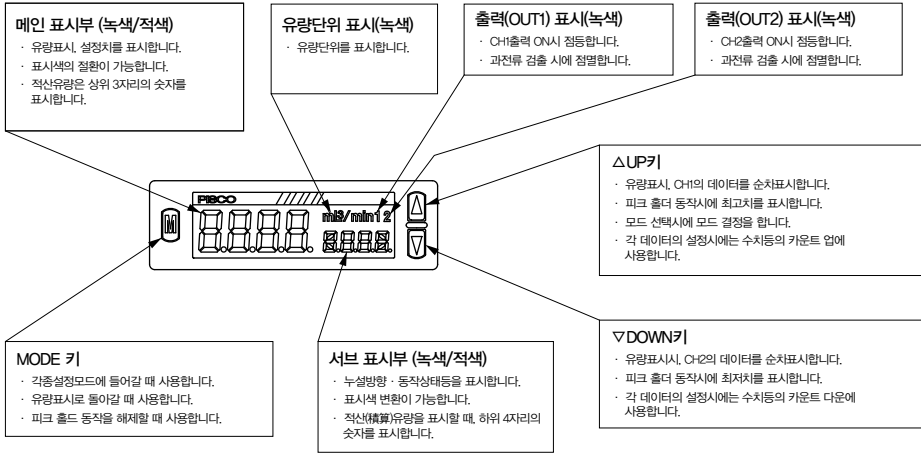 메인 표시부 (녹색/적색)
· 유량표시, 설정치를 표시합니다.
· 표시색의 절환이 가능합니다.
· 적산유량은 상위 3자리의 숫자를
표시합니다.
유량단위 표시(녹색)
· 유량단위를 표시합니다.
출력(OUT1) 표시(녹색)
· CH1출력 ON시 점등합니다.
· 과전류 검출 시에 점멸합니다.
출력(OUT2) 표시(녹색)
· CH2출력 ON시 점등합니다.
· 과전류 검출 시에 점멸합니다.
PISCO
M
8.8.8.8.
/min 1 2
8.8.8.8.
△UP키
· 유량표시, CH1의 데이터를 순차표시합니다.
· 피크 홀더 동작시에 최고치를 표시합니다.
· 모드 선택시에 모드 결정을 합니다.
· 각 데이터의 설정시에는 수치등의 카운트 업에
사용합니다.
MODE 키
· 각종설정모드에 들어갈 때 사용합니다.
· 유량표시로 돌아갈 때 사용합니다.
· 피크 홀드 동작을 해제할 때 사용합니다.
서브 표시부 (녹색/적색)
· 누설방향 · 동작상태등을 표시합니다.
· 표시색 변환이 가능합니다.
· 적산(積算)유량을 표시할 때, 하위 4자리의
숫자를 표시합니다.
▽DOWN키
· 유량표시시, CH2의 데이터를 순차표시합니다.
· 피크 홀더 동작시에 최저치를 표시합니다.
· 각 데이터의 설정시에는 수치등의 카운트 다운에
사용합니다.